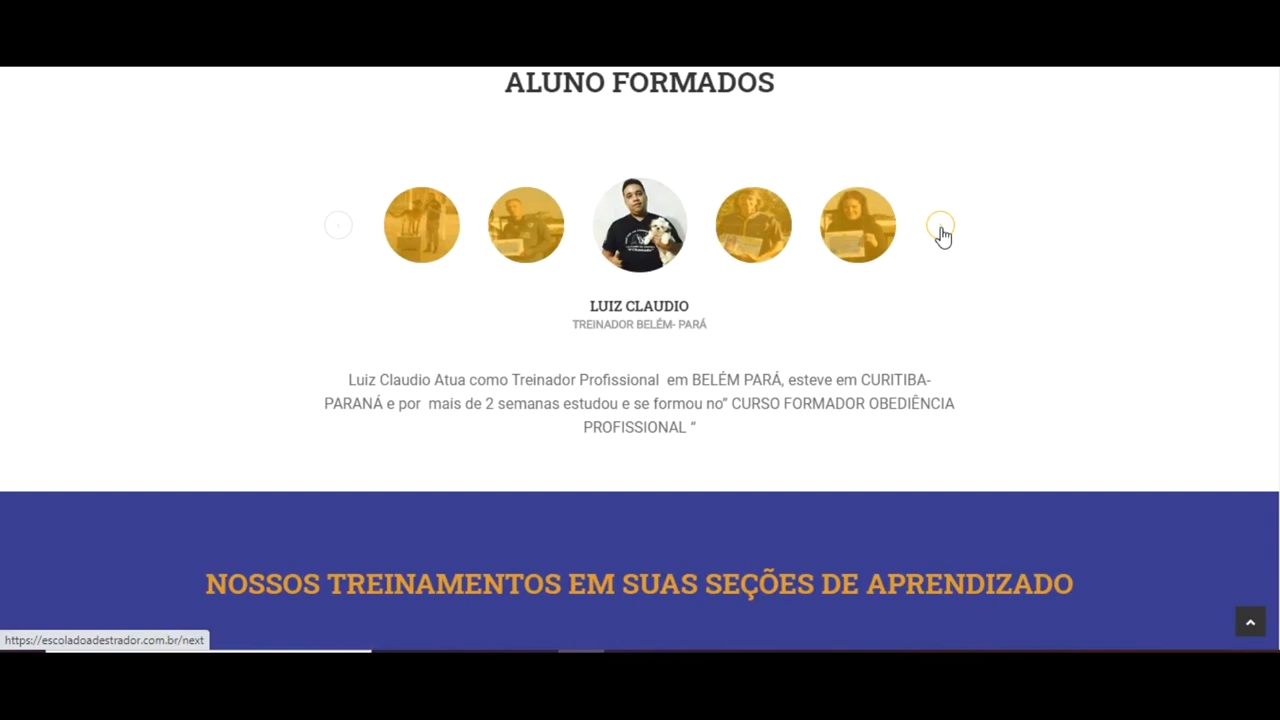 ALUNO FORMADOS
LUIZ CLAUDIO
TREINADOR BELÉM- PARÁ
Luiz Claudio Atua como Treinador Profissional em BELÉM PARÁ, esteve em CURITIBA-
PARANÁ e por mais de 2 semanas estudou e se formou no” CURSO FORMADOR OBEDIÊNCIA
PROFISSIONAL “
NOSSOS TREINAMENTOS EM SUAS SEÇÕES DE APRENDIZADO
https://escoladoadestrador.com.br/next